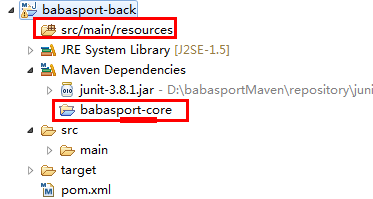 babasport-back
src/main/resources
JRE System Library [J2SE-1.5]
Maven Dependencies
junit-3.8.1.jar - D:\babasportMaven\repository\juni
babasport-core
src
main
target
pom.xml